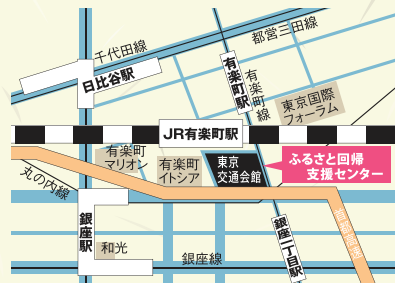 千代田線
都営三田線
日比谷駅
有楽町駅
有楽町線
東京国際
フォーラム
JR有楽町駅
有楽町
マリオン
有楽町
イトシア
東京
交通会館
ふるさと回帰
支援センター
丸の内線
首都高速
銀座駅
和光
銀座線
銀座一丁目駅